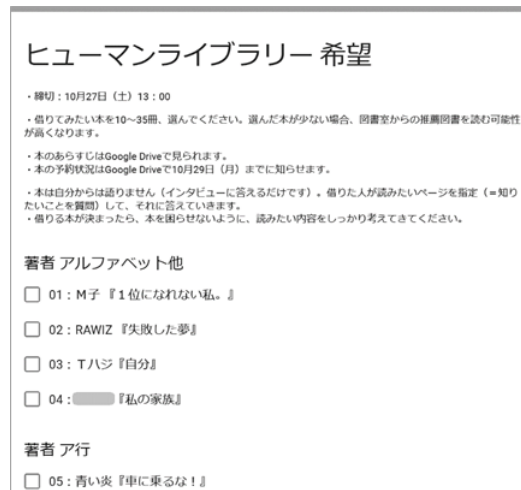 ヒューマンライブラリー 希望
・締切：10月27日（土）13：00
・借りてみたい本を10～35冊、選んでください。選んだ本が少ない場合、図書室からの推薦図書を読む可能性
が高くなります。
・本のあらすじはGoogle Driveで見られます。
・本の予約状況はGoogle Driveで10月29日（月）までに知らせます。
・本は自分からは語りません（インタビューに答えるだけです）。借りた人が読みたいページを指定（＝知り
たいことを質問）して、それに答えていきます。
・借りる本が決まったら、本を困らせないように、読みたい内容をしっかり考えてきてください。
著者 アルファベット他
01：M子 『１位になれない私。』
02：RAWIZ 『失敗した夢』
03：Ｔハジ『自分』
04：『私の家族』
著者 ア行
05：青い炎『車に乗るな！』